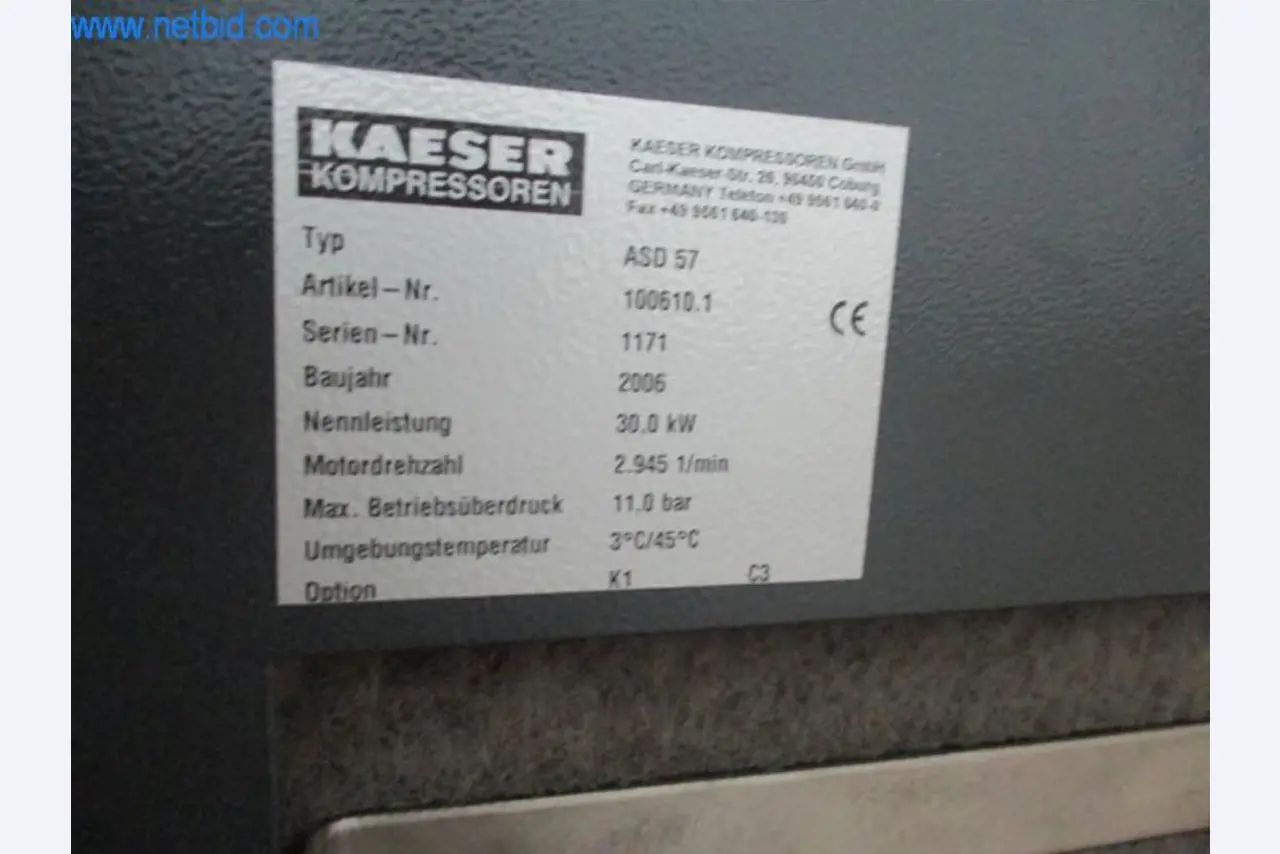 www.netbid.com
KAESER
KOMPRESSOREN
KAESER KOMPRESSOREN GmbH
Carl-Kaeser-Str. 26, 96450 Coburg
GERMANY Telefon +49 9561 640-0
Fax +49 9561 640-130
Typ ASD 57
Artikel-Nr. 100610.1
CE
Serien-Nr. 1171
Baujahr 2006
Nennleistung 30.0 kW
Motordrehzahl 2.945 1/min
Max. Betriebsüberdruck 11.0 bar
Umgebungstemperatur 3°C/45°C
Option K1 C3